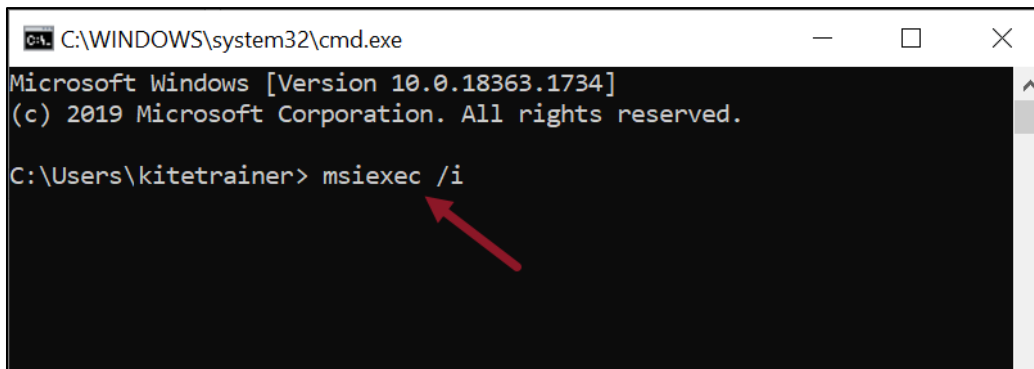 C:\WINDOWS\system32\cmd.exe
Microsoft Windows [Version 10.0.18363.1734]
(c) 2019 Microsoft Corporation. All rights reserved.
C:\Users\kitetrainer> msiexec /i